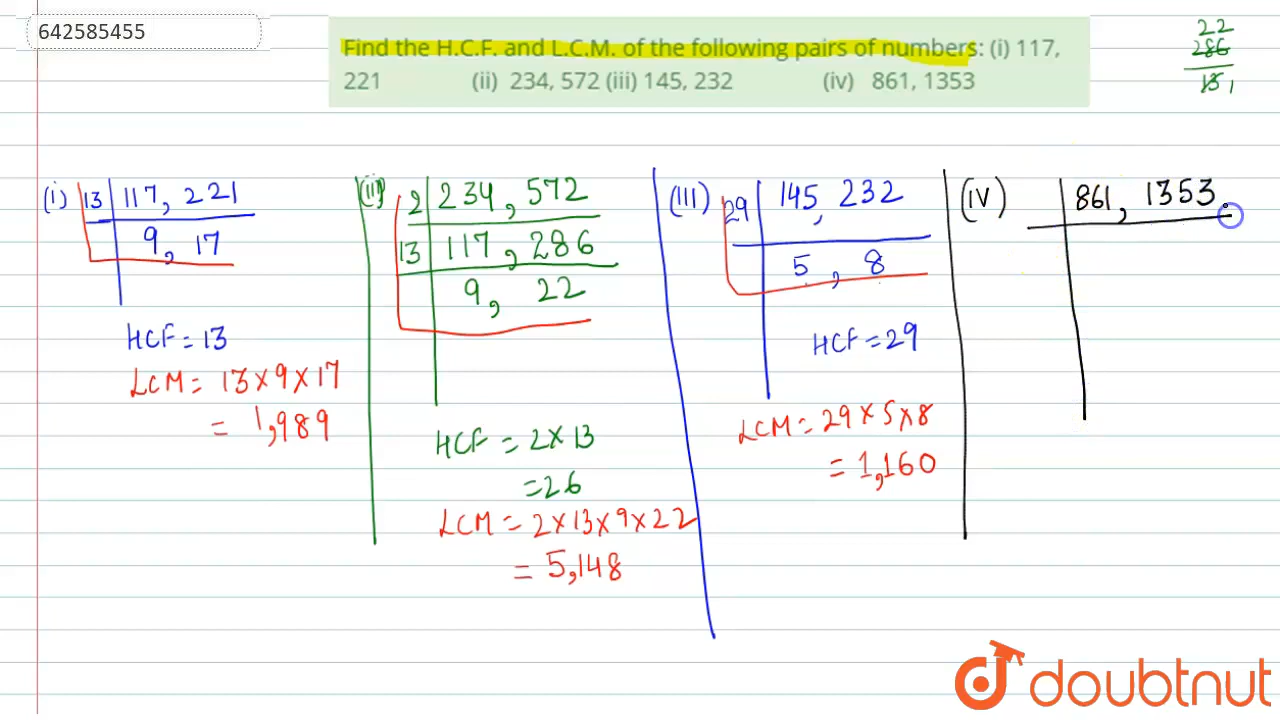 642585455
Find the H.C.F. and L.C.M. of the following pairs of numbers: (i) 117,
221 (ii) 234, 572 (iii) 145, 232 (iv) 861, 1353
22
286
13 1
(i) 13 117, 221
9, 17
HCF = 13
LCM = 13 × 9 × 17
= 1,989
(ii) 2 234, 572
13 117, 286
9, 22
HCF = 2 × 13
= 26
LCM = 2 × 13 × 9 × 22
= 5,148
(III) 29 145, 232
5, 8
HCF = 29
LCM = 29 × 5 × 8
= 1,160
(IV) 861, 1353
doubtnut